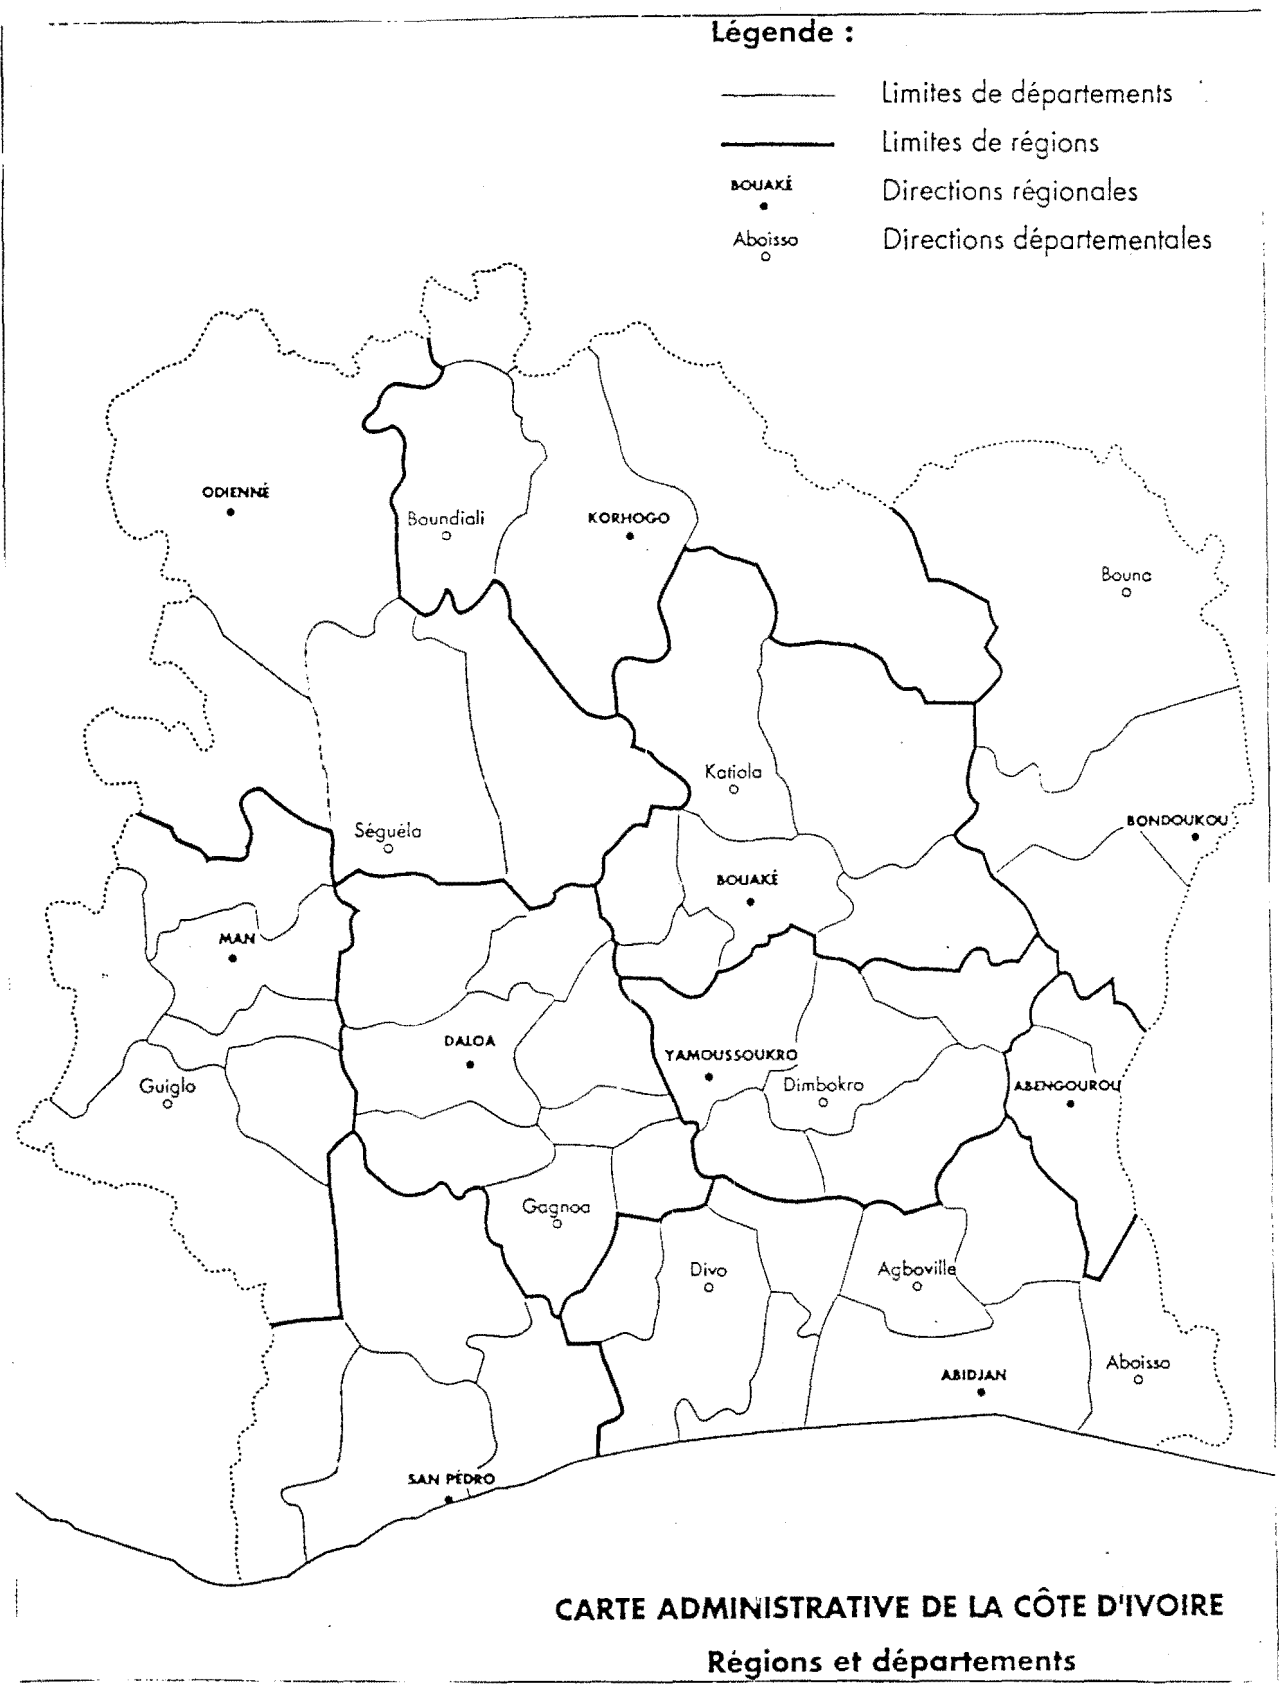 Légende :
Limites de départements
Limites de régions
BOUAKÉ
Directions régionales
Aboisso
Directions départementales
ODIENNÉ
Boundiali
KORHOGO
Bouna
Katiola
Séguéla
BONDOUKOU
BOUAKÉ
MAN
DALOA
YAMOUSSOUKRO
Guiglo
Dimbokro
ABENGOUROU
Gagnoa
Divo
Agboville
Aboisso
ABIDJAN
SAN PÉDRO
CARTE ADMINISTRATIVE DE LA CÔTE D'IVOIRE
Régions et départements